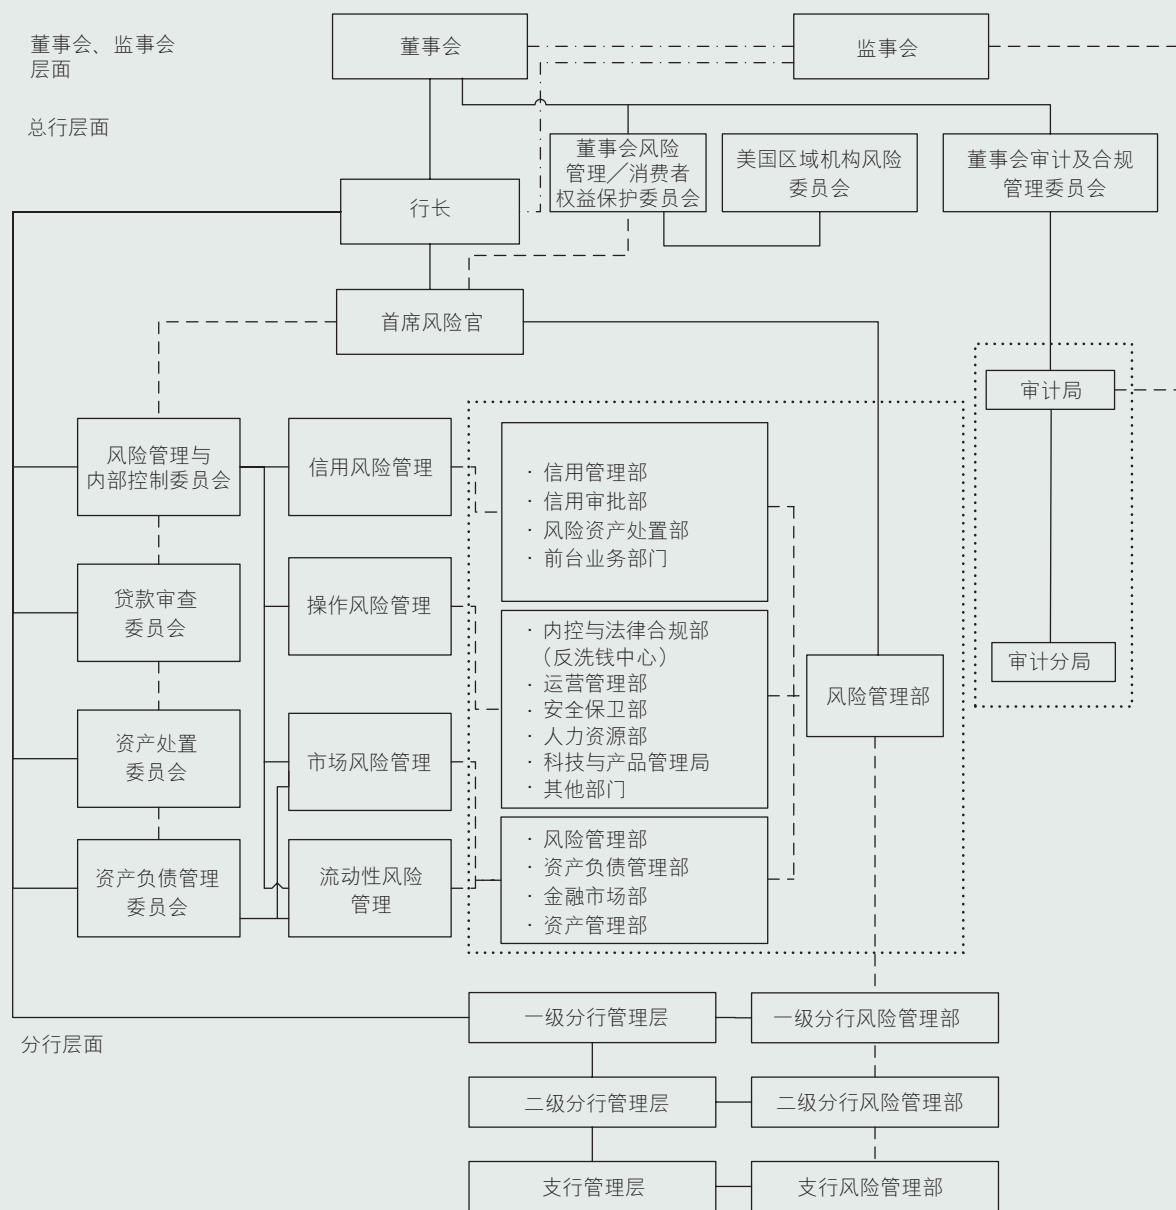 董事会、监事会
层面
董事会
监事会
总行层面
董事会风险
管理／消费者
权益保护委员会
美国区域机构风险
委员会
董事会审计及合规
管理委员会
行长
首席风险官
审计局
风险管理与
内部控制委员会
信用风险管理
· 信用管理部
· 信用审批部
· 风险资产处置部
· 前台业务部门
贷款审查
委员会
操作风险管理
· 内控与法律合规部
（反洗钱中心）
· 运营管理部
· 安全保卫部
· 人力资源部
· 科技与产品管理局
· 其他部门
风险管理部
审计分局
资产处置
委员会
市场风险管理
资产负债管理
委员会
流动性风险
管理
· 风险管理部
· 资产负债管理部
· 金融市场部
· 资产管理部
一级分行管理层
一级分行风险管理部
分行层面
二级分行管理层
二级分行风险管理部
支行管理层
支行风险管理部